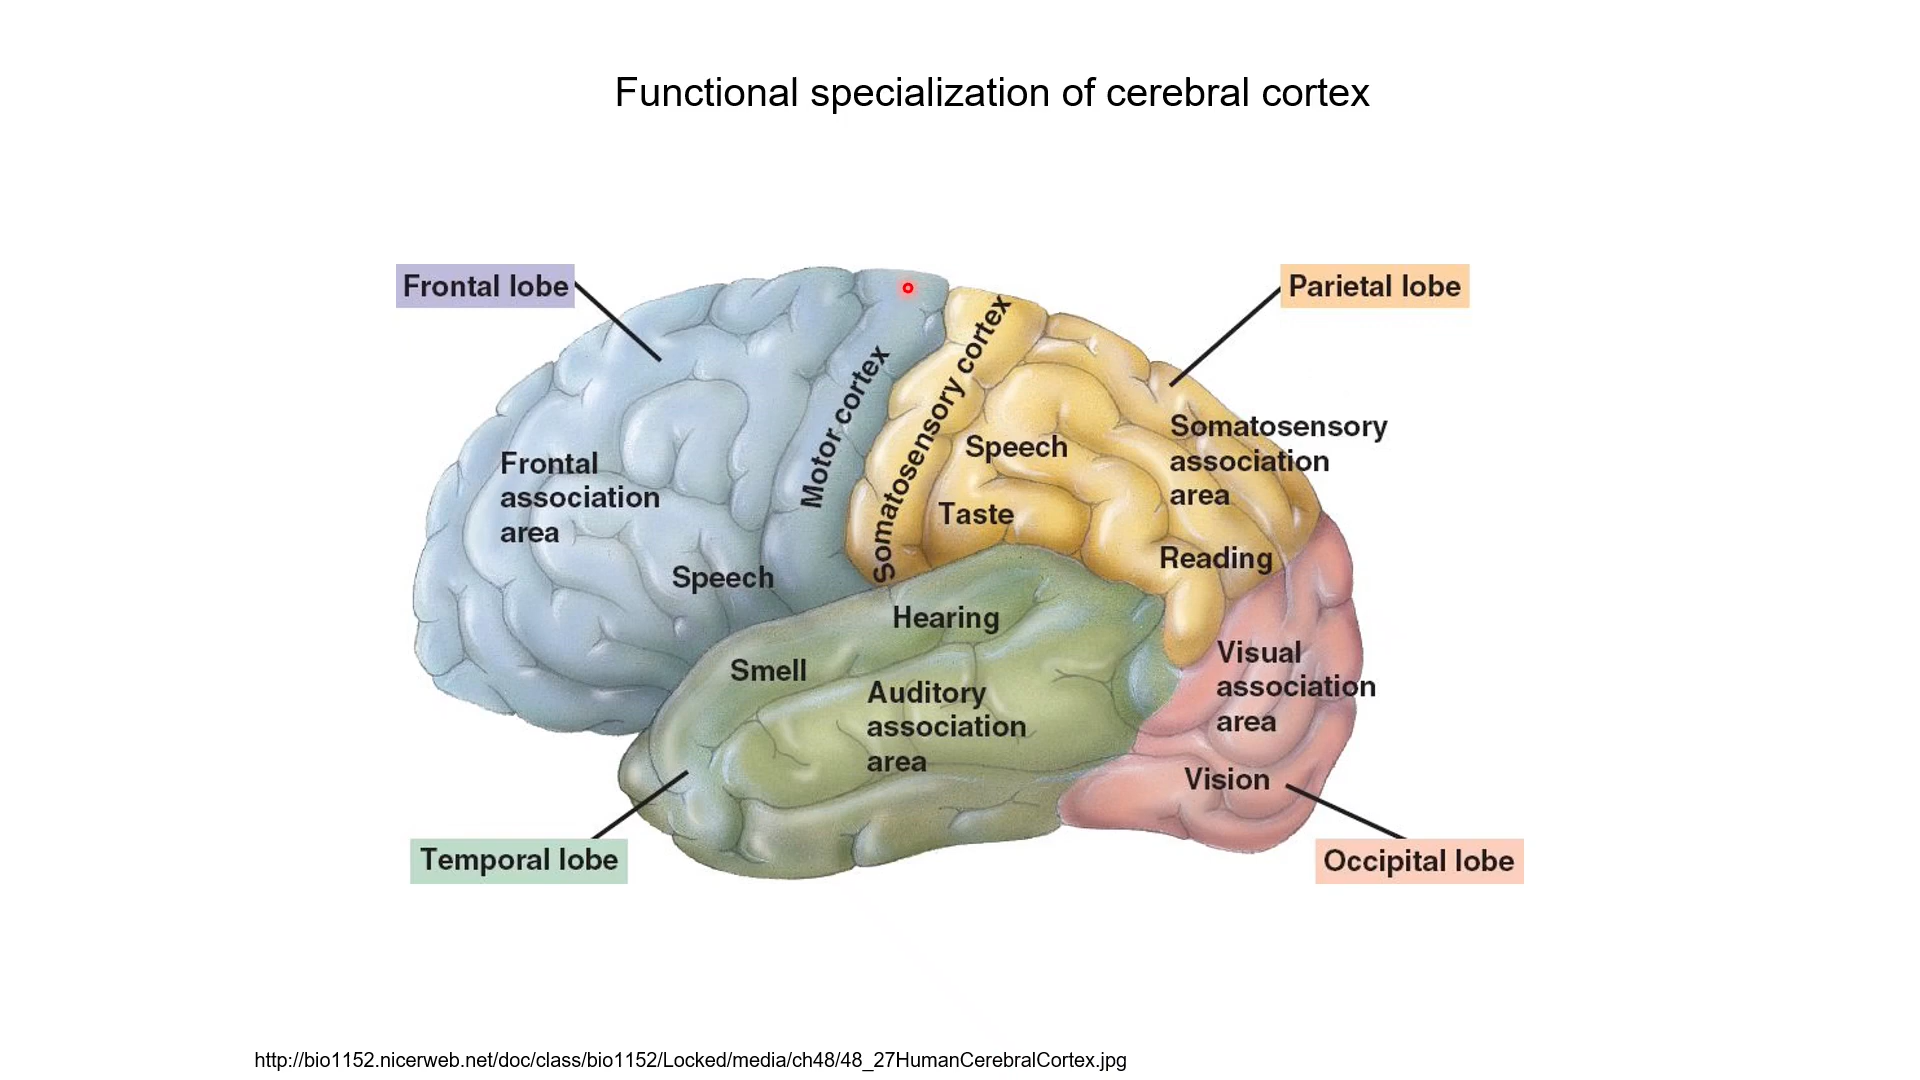 Functional specialization of cerebral cortex
Frontal lobe
Parietal lobe
Motor cortex
Somatosensory cortex
Speech
Somatosensory
association
area
Frontal
association
area
Taste
Reading
Speech
Hearing
Smell
Auditory
association
area
Visual
association
area
Vision
Temporal lobe
Occipital lobe
http://bio1152.nicerweb.net/doc/class/bio1152/Locked/media/ch48/48_27HumanCerebralCortex.jpg